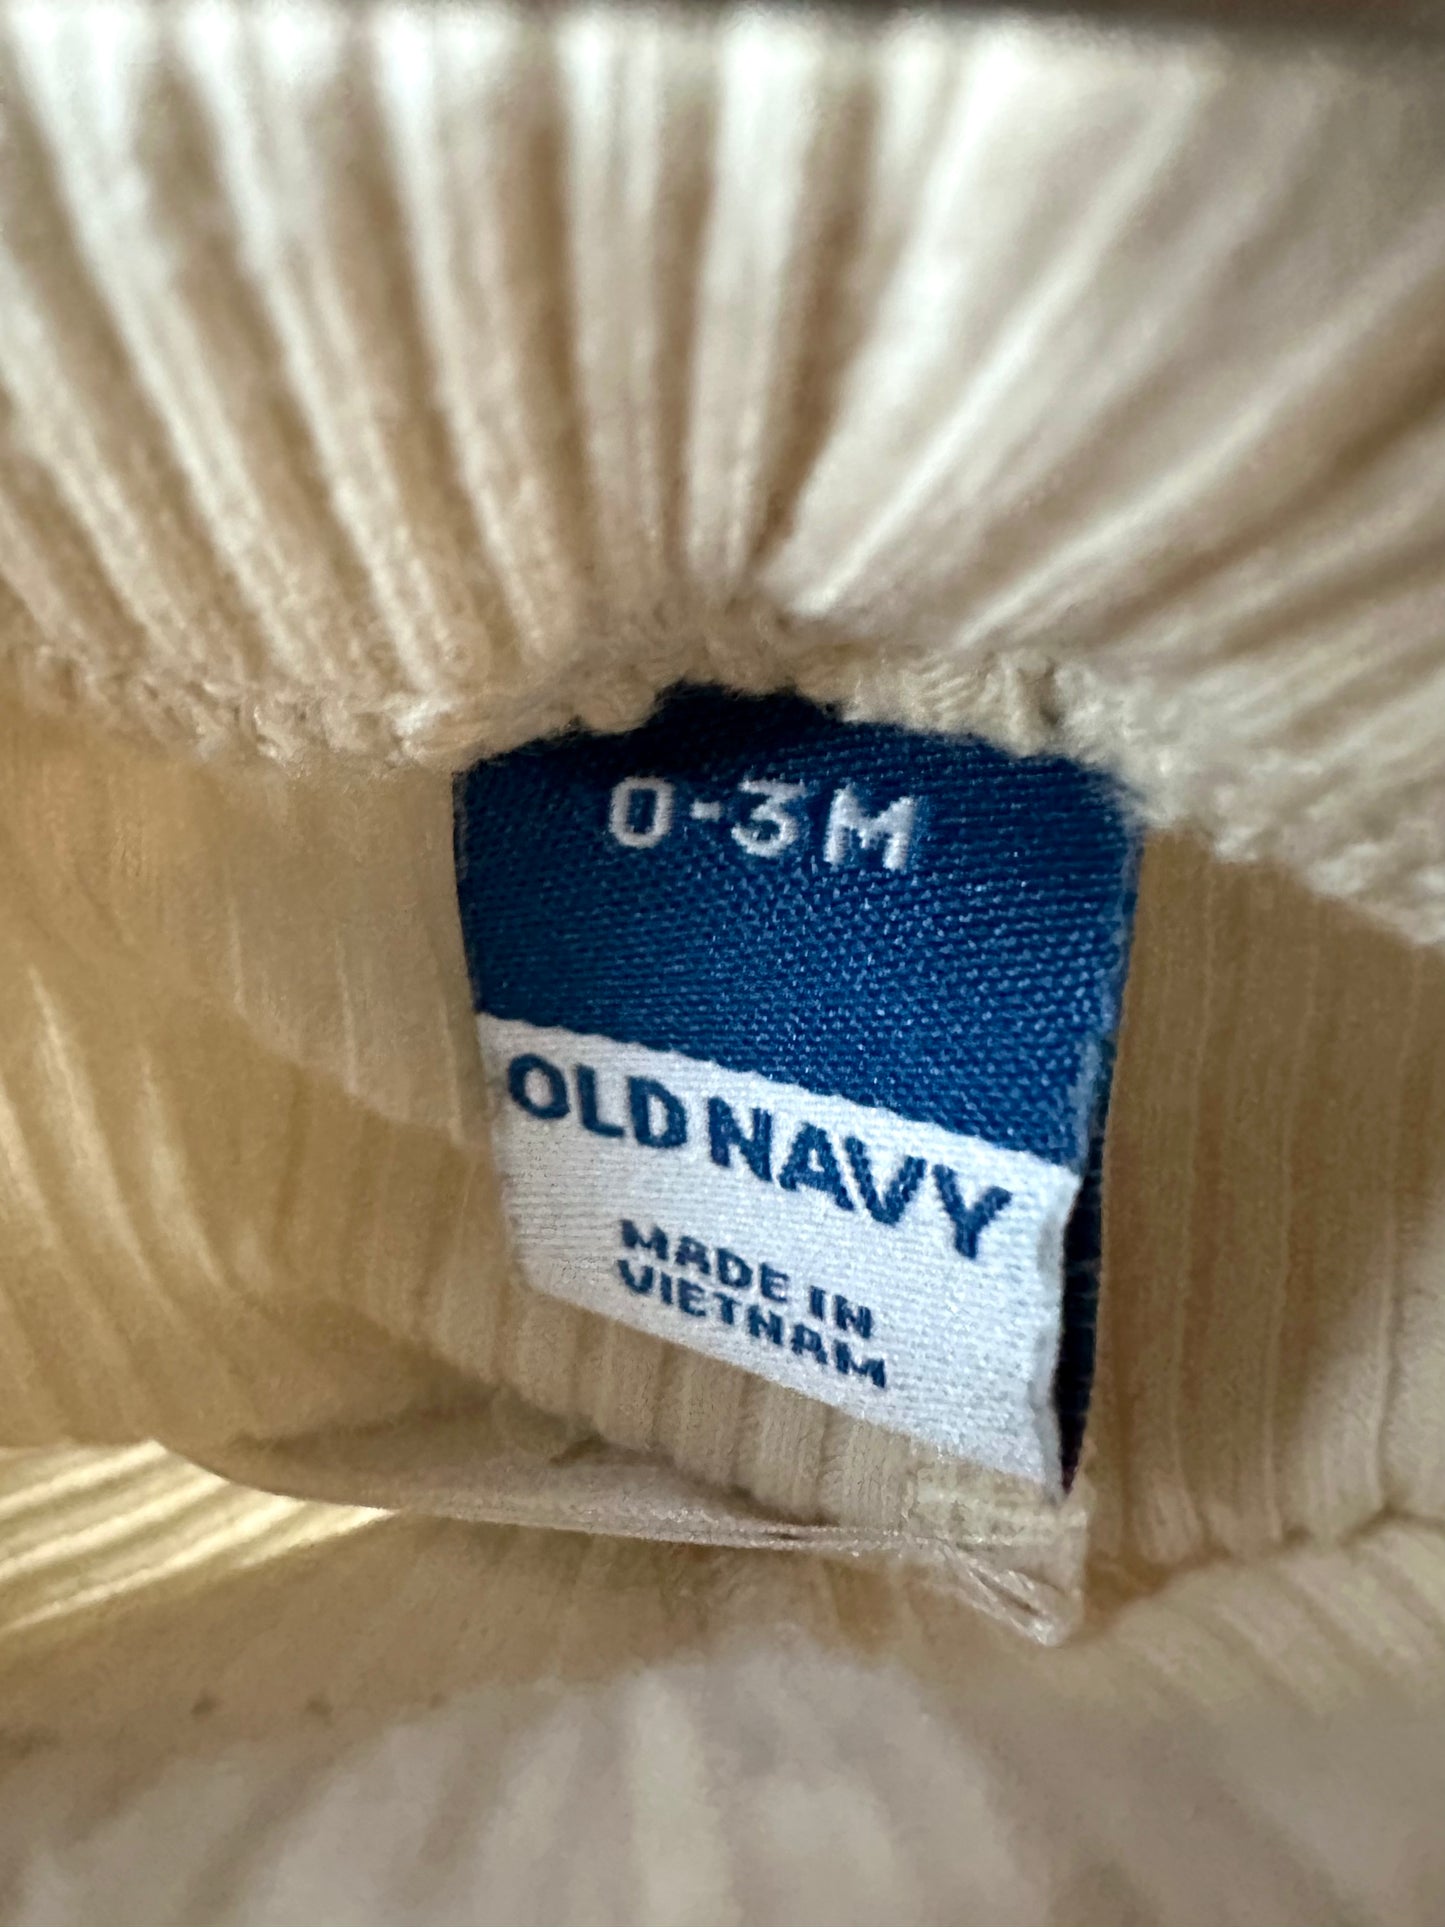 0-3M
OLD NAVY
MADE IN
VIETNAM